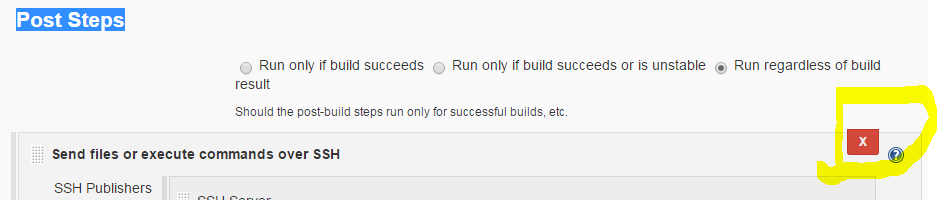 Post Steps
Run only if build succeeds Run only if build succeeds or is unstable Run regardless of build
result
Should the post-build steps run only for successful builds, etc.
X
Send files or execute commands over SSH ?
SSH Publishers
SSH Server